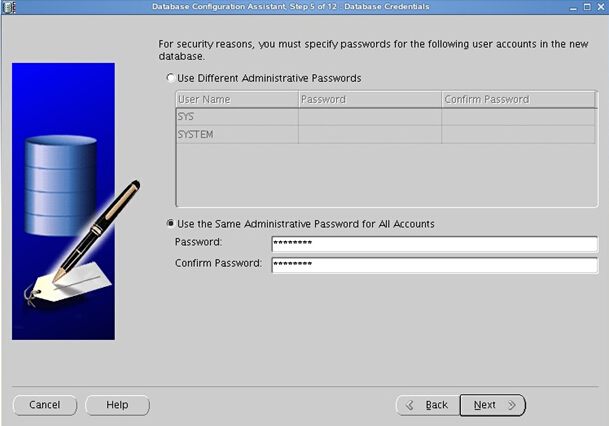 Database Configuration Assistant, Step 5 of 12 : Database Credentials
For security reasons, you must specify passwords for the following user accounts in the new
database.
Use Different Administrative Passwords
User Name Password Confirm Password
SYS
SYSTEM
Use the Same Administrative Password for All Accounts
Password: ********
Confirm Password: ********
Cancel Help Back Next